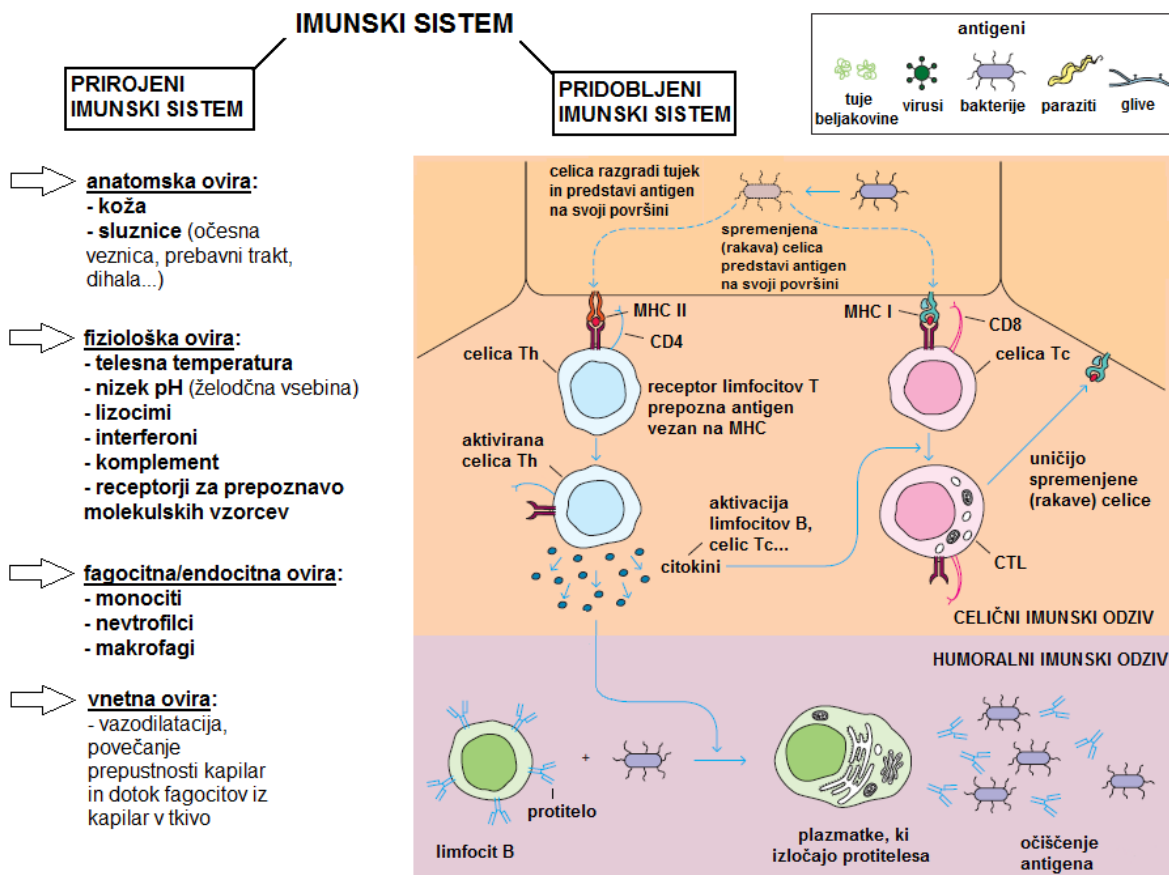 IMUNSKI SISTEM
PRIROJENI
IMUNSKI SISTEM
PRIDOBLJENI
IMUNSKI SISTEM
antigeni
tuje
beljakovine
virusi
bakterije
paraziti
glive
anatomska ovira:
- koža
- sluznice (očesna
veznica, prebavni trakt,
dihala...)
fiziološka ovira:
- telesna temperatura
- nizek pH (želodčna vsebina)
- lizocimi
- interferoni
- komplement
- receptorji za prepoznavo
molekulskih vzorcev
fagocitna/endocitna ovira:
- monociti
- nevtrofilci
- makrofagi
vnetna ovira:
- vazodilatacija,
povečanje
prepustnosti kapilar
in dotok fagocitov iz
kapilar v tkivo
celica razgradi tujek
in predstavi antigen
na svoji površini
spremenjena
(rakava) celica
predstavi antigen
na svoji površini
MHC II
CD4
celica Th
MHC I
CD8
celica Tc
receptor limfocitov T
prepozna antigen
vezan na MHC
aktivirana
celica Th
aktivacija
limfocitov B,
celic Tc...
citokini
uničijo
spremenjene
(rakave) celice
CTL
CELIČNI IMUNSKI ODZIV
HUMORALNI IMUNSKI ODZIV
+
protitelo
limfocit B
plazmatke, ki
izločajo protitelesa
očiščenje
antigena